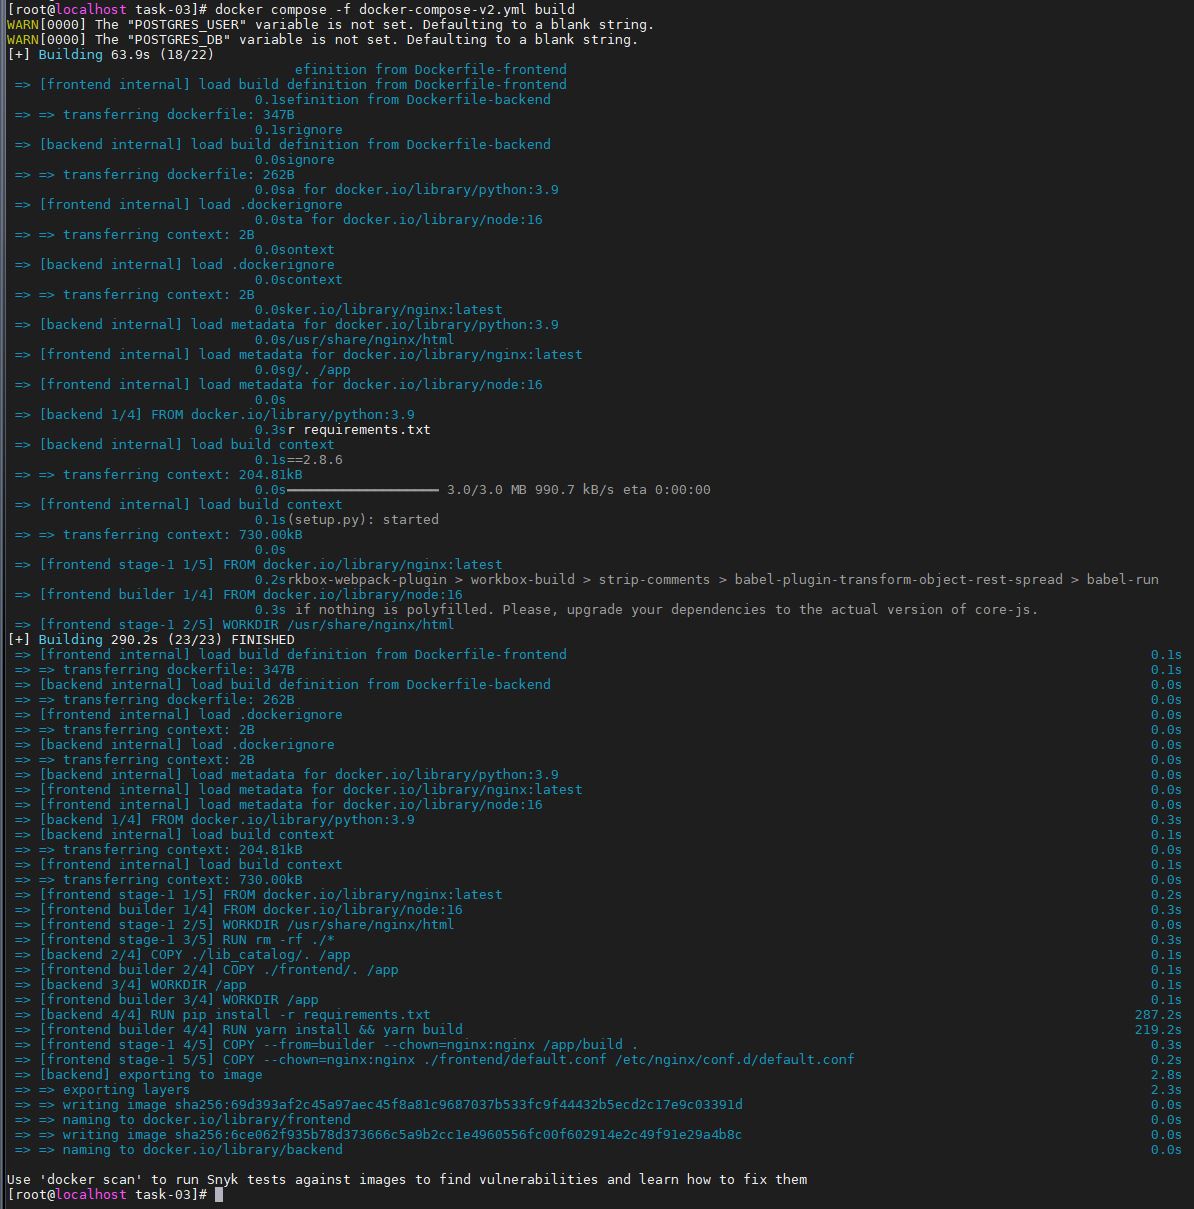 [root@localhost task-03]# docker compose -f docker-compose-v2.yml build
WARN[0000] The "POSTGRES_USER" variable is not set. Defaulting to a blank string.
WARN[0000] The "POSTGRES_DB" variable is not set. Defaulting to a blank string.
[+] Building 63.9s (18/22)
efinition from Dockerfile-frontend
=> [frontend internal] load build definition from Dockerfile-frontend
0.1sefinition from Dockerfile-backend
=> => transferring dockerfile: 347B
0.1srignore
=> [backend internal] load build definition from Dockerfile-backend
0.0signore
=> => transferring dockerfile: 262B
0.0sa for docker.io/library/python:3.9
=> [frontend internal] load .dockerignore
0.0sta for docker.io/library/node:16
=> => transferring context: 2B
0.0sontext
=> [backend internal] load .dockerignore
0.0scontext
=> => transferring context: 2B
0.0sker.io/library/nginx:latest
=> [backend internal] load metadata for docker.io/library/python:3.9
0.0s/usr/share/nginx/html
=> [frontend internal] load metadata for docker.io/library/nginx:latest
0.0sg/. /app
=> [frontend internal] load metadata for docker.io/library/node:16
0.0s
=> [backend 1/4] FROM docker.io/library/python:3.9
0.3sr requirements.txt
=> [backend internal] load build context
0.1s==2.8.6
=> => transferring context: 204.81kB
0.0s━━━━━━━━━━━━━━━━━━━ 3.0/3.0 MB 990.7 kB/s eta 0:00:00
=> [frontend internal] load build context
0.1s(setup.py): started
=> => transferring context: 730.00kB
0.0s
=> [frontend stage-1 1/5] FROM docker.io/library/nginx:latest
0.2srkbox-webpack-plugin > workbox-build > strip-comments > babel-plugin-transform-object-rest-spread > babel-run
=> [frontend builder 1/4] FROM docker.io/library/node:16
0.3s if nothing is polyfilled. Please, upgrade your dependencies to the actual version of core-js.
=> [frontend stage-1 2/5] WORKDIR /usr/share/nginx/html
[+] Building 290.2s (23/23) FINISHED
=> [frontend internal] load build definition from Dockerfile-frontend 0.1s
=> => transferring dockerfile: 347B 0.1s
=> [backend internal] load build definition from Dockerfile-backend 0.0s
=> => transferring dockerfile: 262B 0.0s
=> [frontend internal] load .dockerignore 0.0s
=> => transferring context: 2B 0.0s
=> [backend internal] load .dockerignore 0.0s
=> => transferring context: 2B 0.0s
=> [backend internal] load metadata for docker.io/library/python:3.9 0.0s
=> [frontend internal] load metadata for docker.io/library/nginx:latest 0.0s
=> [frontend internal] load metadata for docker.io/library/node:16 0.0s
=> [backend 1/4] FROM docker.io/library/python:3.9 0.3s
=> [backend internal] load build context 0.1s
=> => transferring context: 204.81kB 0.0s
=> [frontend internal] load build context 0.1s
=> => transferring context: 730.00kB 0.0s
=> [frontend stage-1 1/5] FROM docker.io/library/nginx:latest 0.2s
=> [frontend builder 1/4] FROM docker.io/library/node:16 0.3s
=> [frontend stage-1 2/5] WORKDIR /usr/share/nginx/html 0.0s
=> [frontend stage-1 3/5] RUN rm -rf ./* 0.3s
=> [backend 2/4] COPY ./lib_catalog/. /app 0.1s
=> [frontend builder 2/4] COPY ./frontend/. /app 0.1s
=> [backend 3/4] WORKDIR /app 0.1s
=> [frontend builder 3/4] WORKDIR /app 0.1s
=> [backend 4/4] RUN pip install -r requirements.txt 287.2s
=> [frontend builder 4/4] RUN yarn install && yarn build 219.2s
=> [frontend stage-1 4/5] COPY --from=builder --chown=nginx:nginx /app/build . 0.3s
=> [frontend stage-1 5/5] COPY --chown=nginx:nginx ./frontend/default.conf /etc/nginx/conf.d/default.conf 0.2s
=> [backend] exporting to image 2.8s
=> => exporting layers 2.3s
=> => writing image sha256:69d393af2c45a97aec45f8a81c9687037b533fc9f44432b5ecd2c17e9c03391d 0.0s
=> => naming to docker.io/library/frontend 0.0s
=> => writing image sha256:6ce062f935b78d373666c5a9b2cc1e4960556fc00f602914e2c49f91e29a4b8c 0.0s
=> => naming to docker.io/library/backend 0.0s
Use 'docker scan' to run Snyk tests against images to find vulnerabilities and learn how to fix them
[root@localhost task-03]#